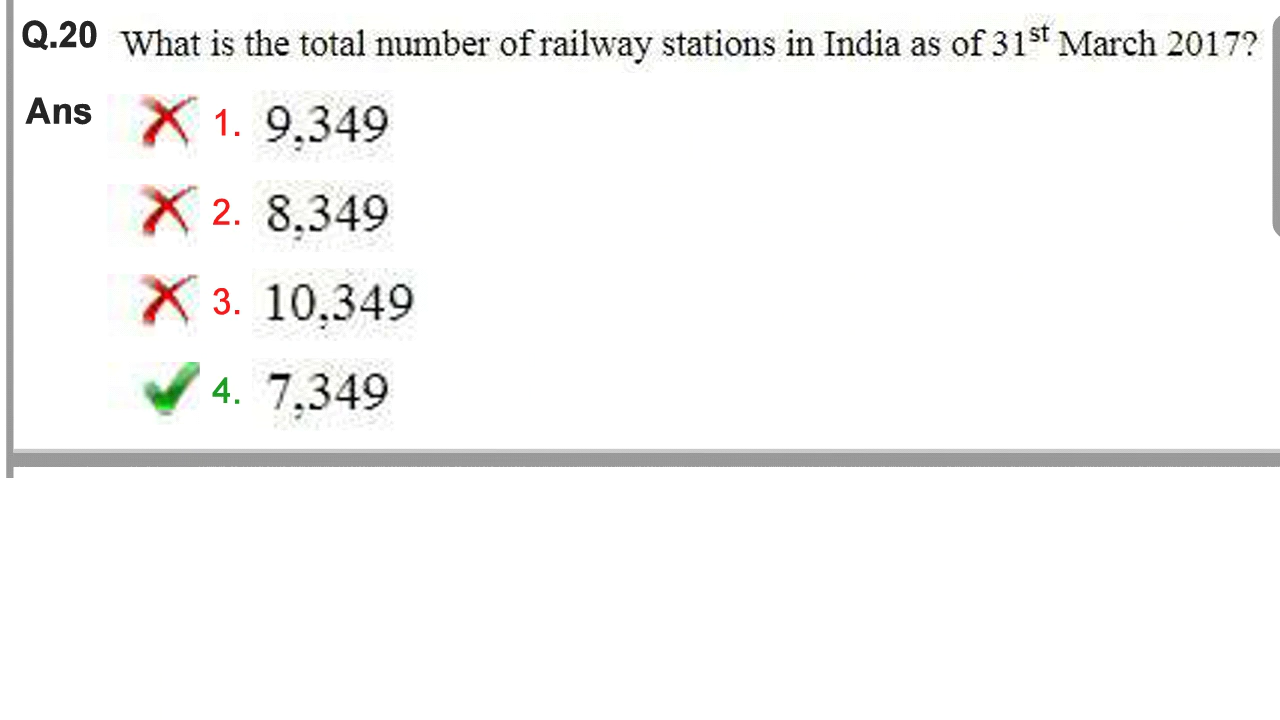 Q.20 What is the total number of railway stations in India as of 31st March 2017?
Ans 1. 9,349
2. 8,349
3. 10,349
4. 7,349